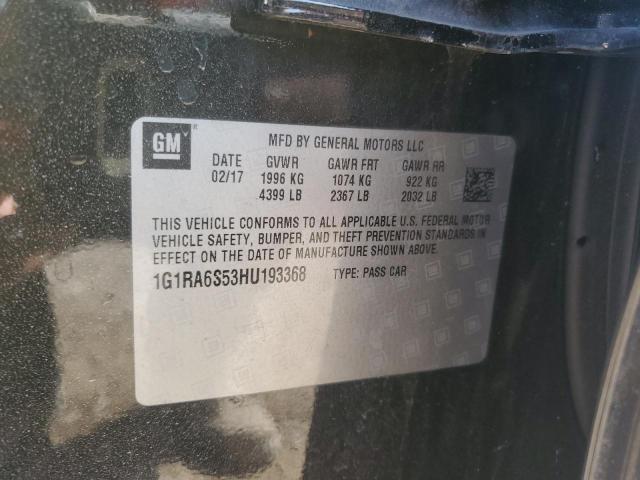 GM
MFD BY GENERAL MOTORS LLC
DATE GVWR GAWR FRT GAWR RR
02/17 1996 KG 1074 KG 922 KG
4399 LB 2367 LB 2032 LB
THIS VEHICLE CONFORMS TO ALL APPLICABLE U.S. FEDERAL MOTOR
VEHICLE SAFETY, BUMPER, AND THEFT PREVENTION STANDARDS IN
EFFECT ON THE DATE OF MANUFACTURE SHOWN ABOVE.
1G1RA6S53HU193368 TYPE: PASS CAR